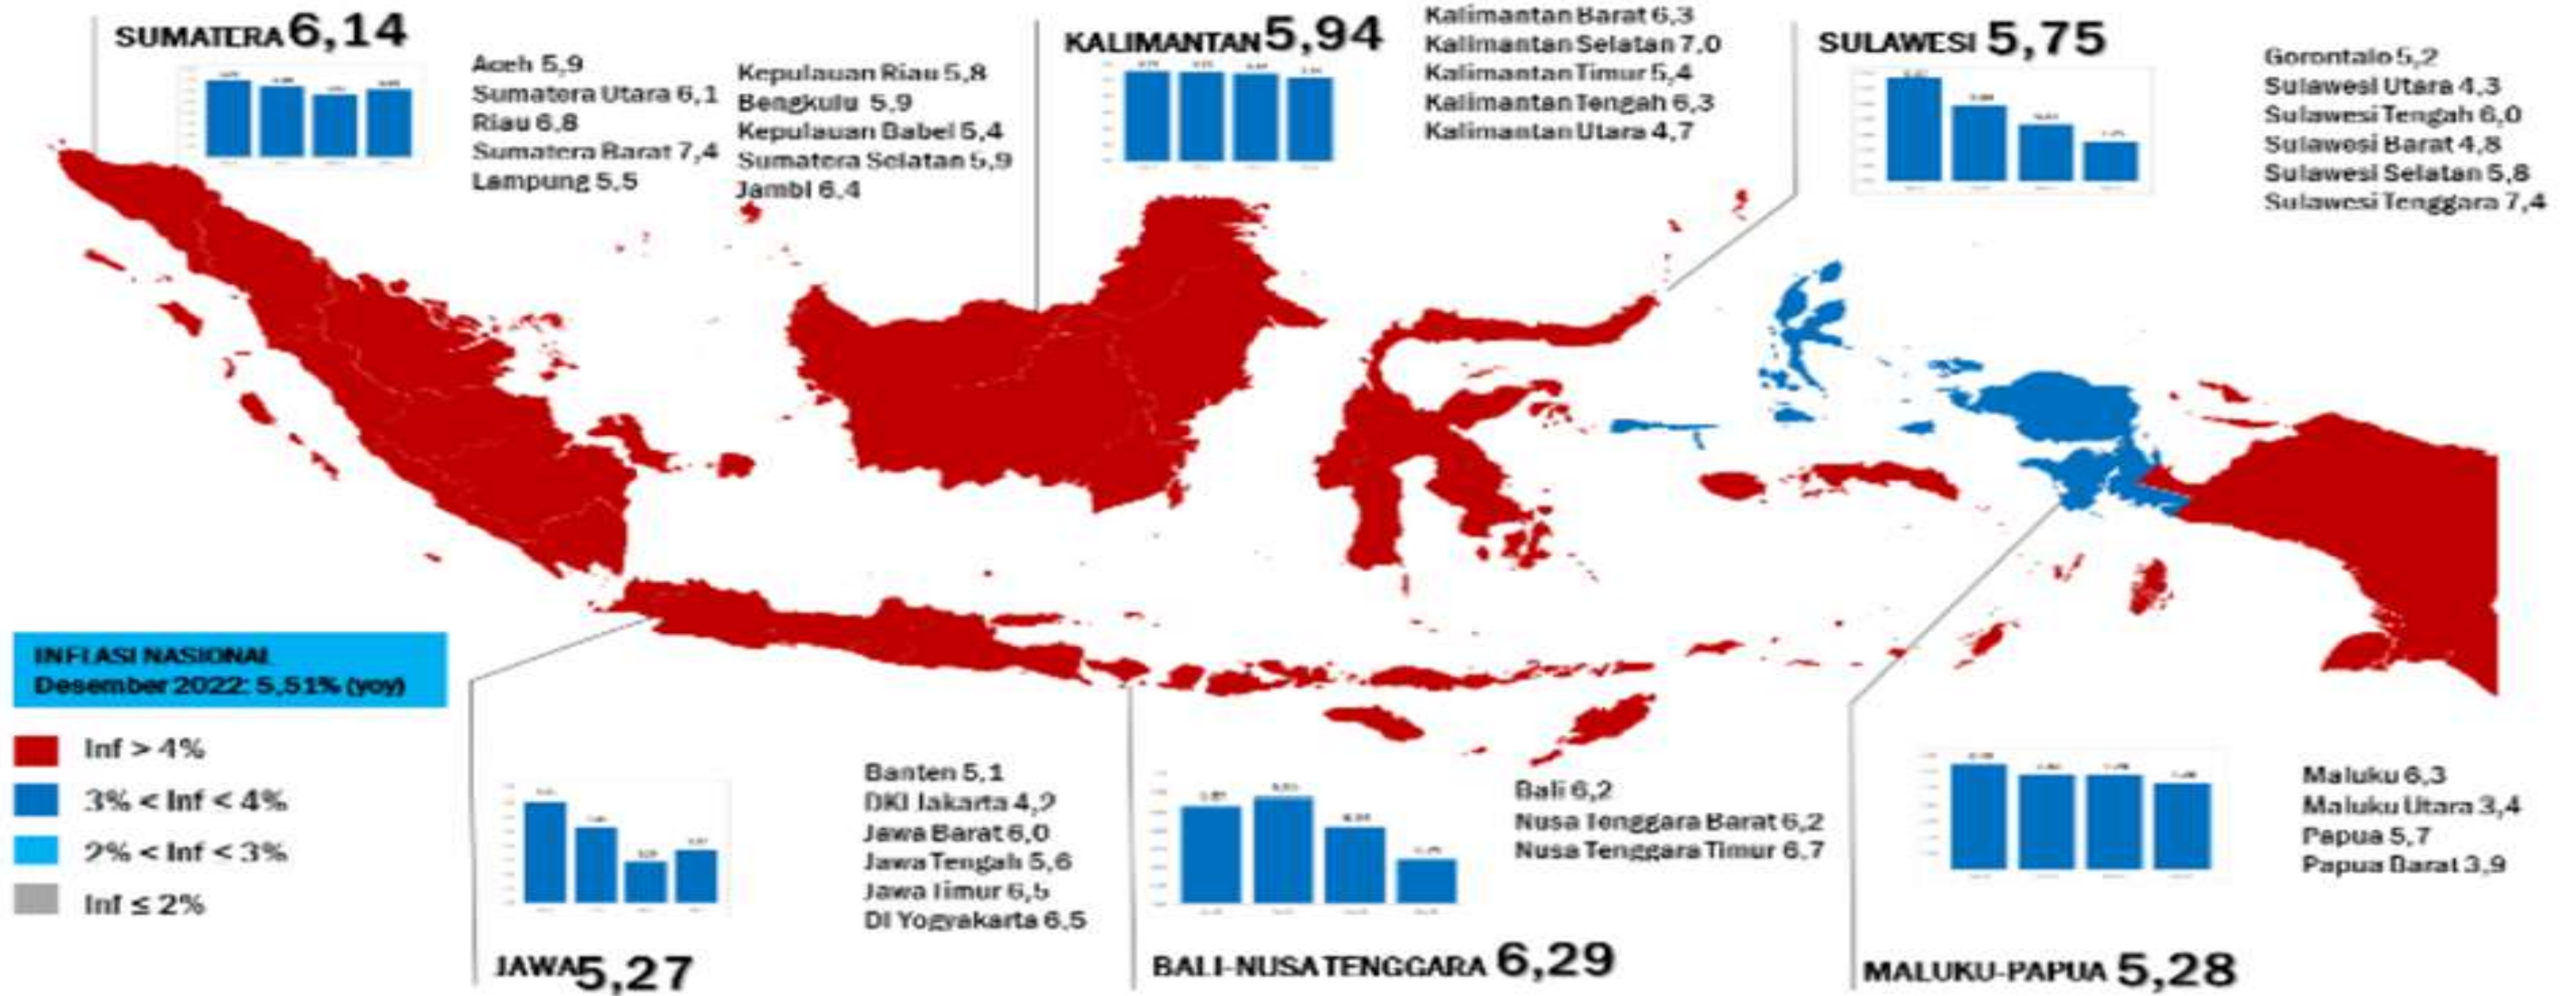 SUMATERA 6,14
Aceh 5,9
Sumatera Utara 6,1
Riau 6,8
Sumatera Barat 7,4
Lampung 5,5
Kepulauan Riau 5,8
Bengkulu 5,9
Kepulauan Babel 5,4
Sumatera Selatan 5,9
Jambi 6,4
KALIMANTAN 5,94
Kalimantan Barat 6,3
Kalimantan Selatan 7,0
Kalimantan Timur 5,4
Kalimantan Tengah 6,3
Kalimantan Utara 4,7
SULAWESI 5,75
Gorontalo 5,2
Sulawesi Utara 4,3
Sulawesi Tengah 6,0
Sulawesi Barat 4,8
Sulawesi Selatan 5,8
Sulawesi Tenggara 7,4
INFLASI NASIONAL
Desember 2022: 5,51% (yoy)
Inf > 4%
3% < Inf < 4%
2% < Inf < 3%
Inf ≤ 2%
Banten 5,1
DKI Jakarta 4,2
Jawa Barat 6,0
Jawa Tengah 5,6
Jawa Timur 6,5
DI Yogyakarta 6,5
JAWA 5,27
Bali 6,2
Nusa Tenggara Barat 6,2
Nusa Tenggara Timur 6,7
BALI-NUSA TENGGARA 6,29
Maluku 6,3
Maluku Utara 3,4
Papua 5,7
Papua Barat 3,9
MALUKU-PAPUA 5,28